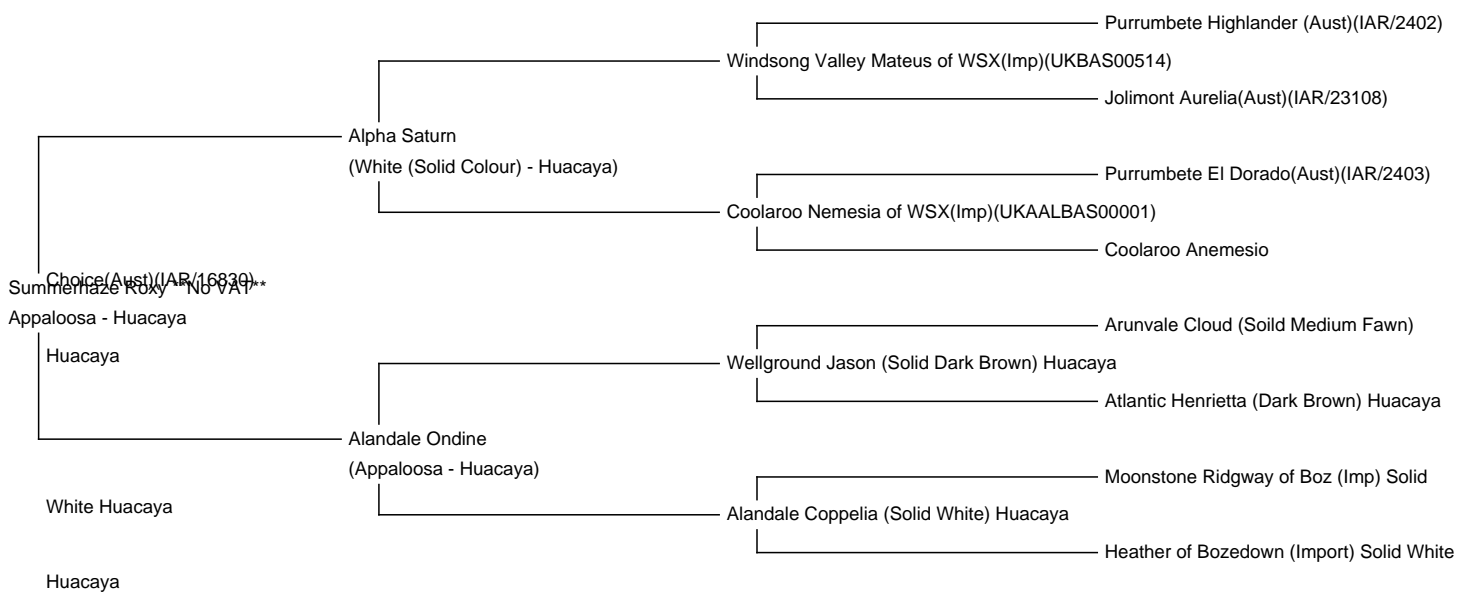 Purrumbete Highlander (Aust)(IAR/2402)
Windsong Valley Mateus of WSX(Imp)(UKBAS00514)
Jolimont Aurelia(Aust)(IAR/23108)
Alpha Saturn
(White (Solid Colour) - Huacaya)
Purrumbete El Dorado(Aust)(IAR/2403)
Coolaroo Nemesia of WSX(Imp)(UKAALBAS00001)
Coolaroo Anemesio
Choice(Aust)(IAR/16830)
Summerhaze Roxy **No VAT**
Appaloosa - Huacaya
Arunvale Cloud (Soild Medium Fawn)
Huacaya
Wellground Jason (Solid Dark Brown) Huacaya
Atlantic Henrietta (Dark Brown) Huacaya
Alandale Ondine
(Appaloosa - Huacaya)
Moonstone Ridgway of Boz (Imp) Solid
White Huacaya
Alandale Coppelia (Solid White) Huacaya
Heather of Bozedown (Import) Solid White
Huacaya